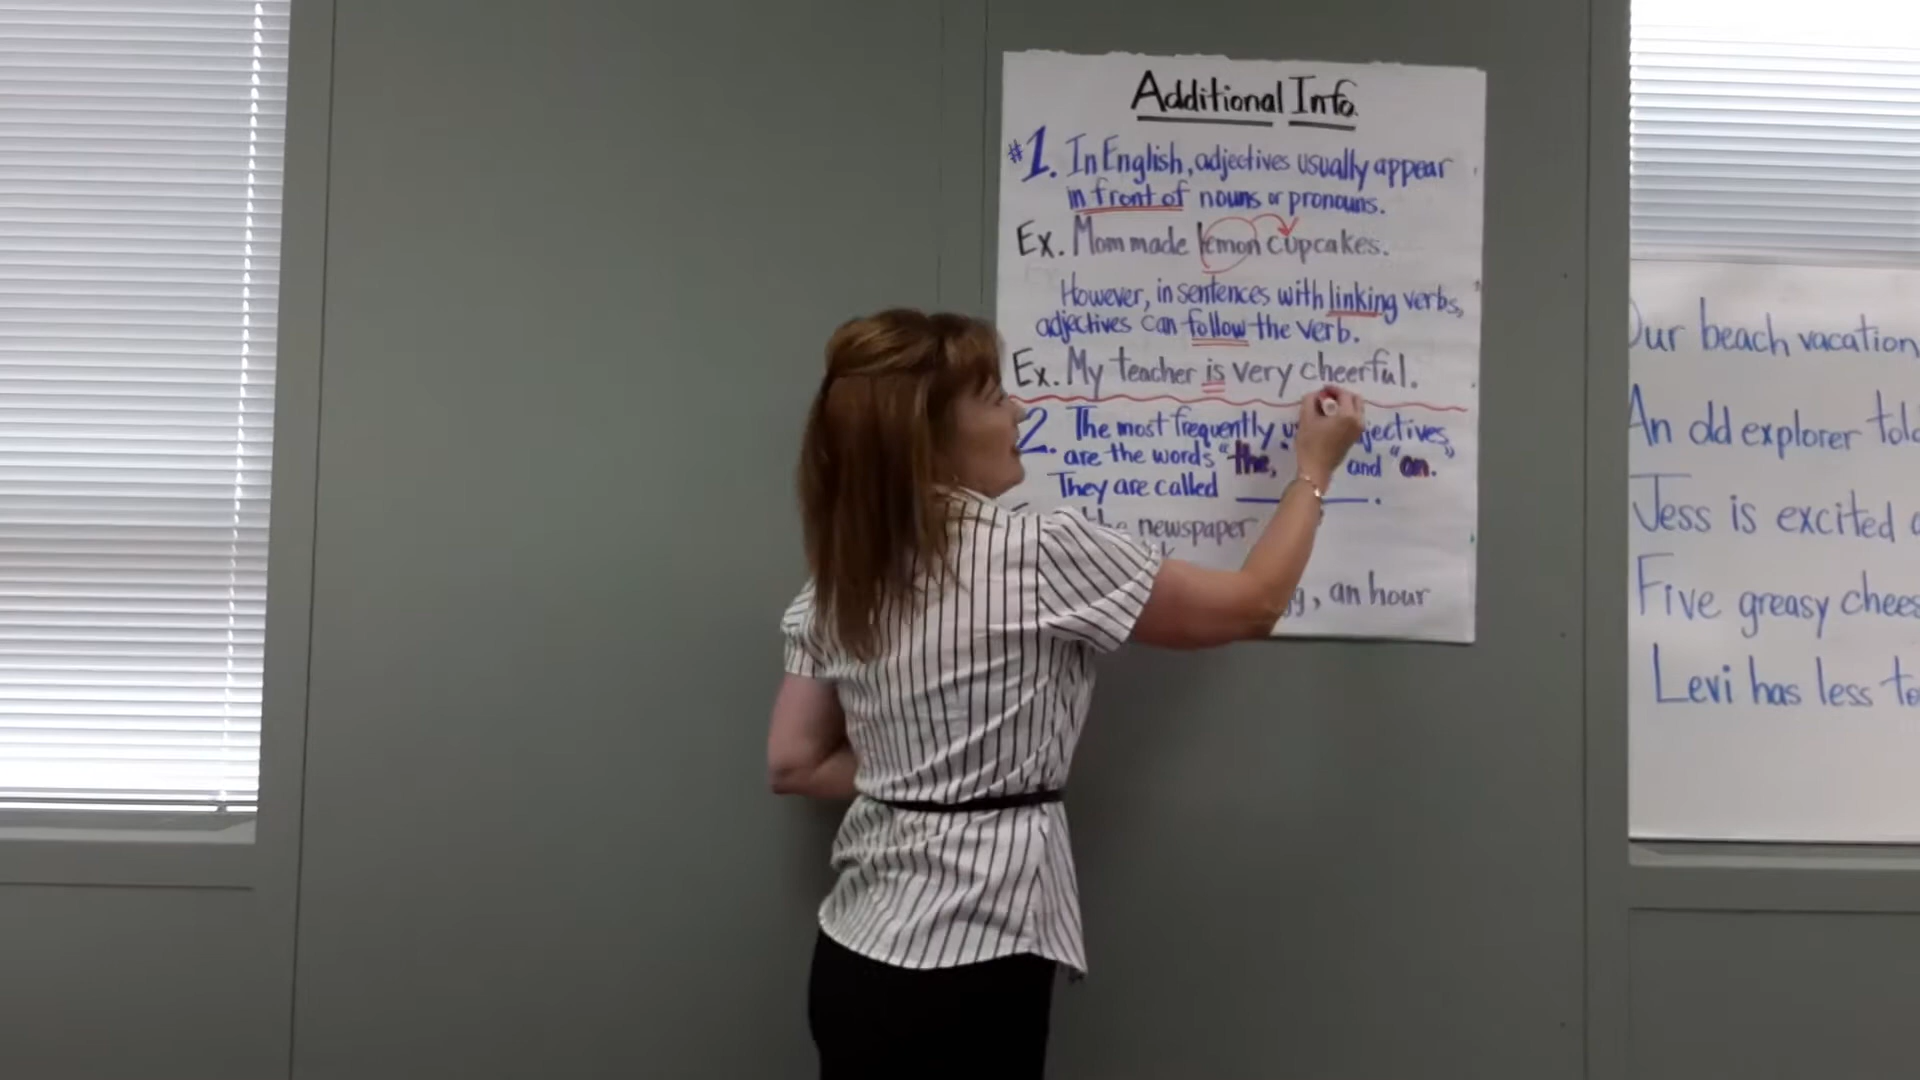 Additional Info.
#1. In English, adjectives usually appear
in front of nouns or pronouns.
Ex. Mom made lemon cupcakes.
However, in sentences with linking verbs,
adjectives can follow the verb.
Ex. My teacher is very cheerful.
2. The most frequently
are the words "the, and "an."
They are called ________.
the newspaper
, an hour
Our beach vacation
An old explorer told
Jess is excited
Five greasy
Levi has less